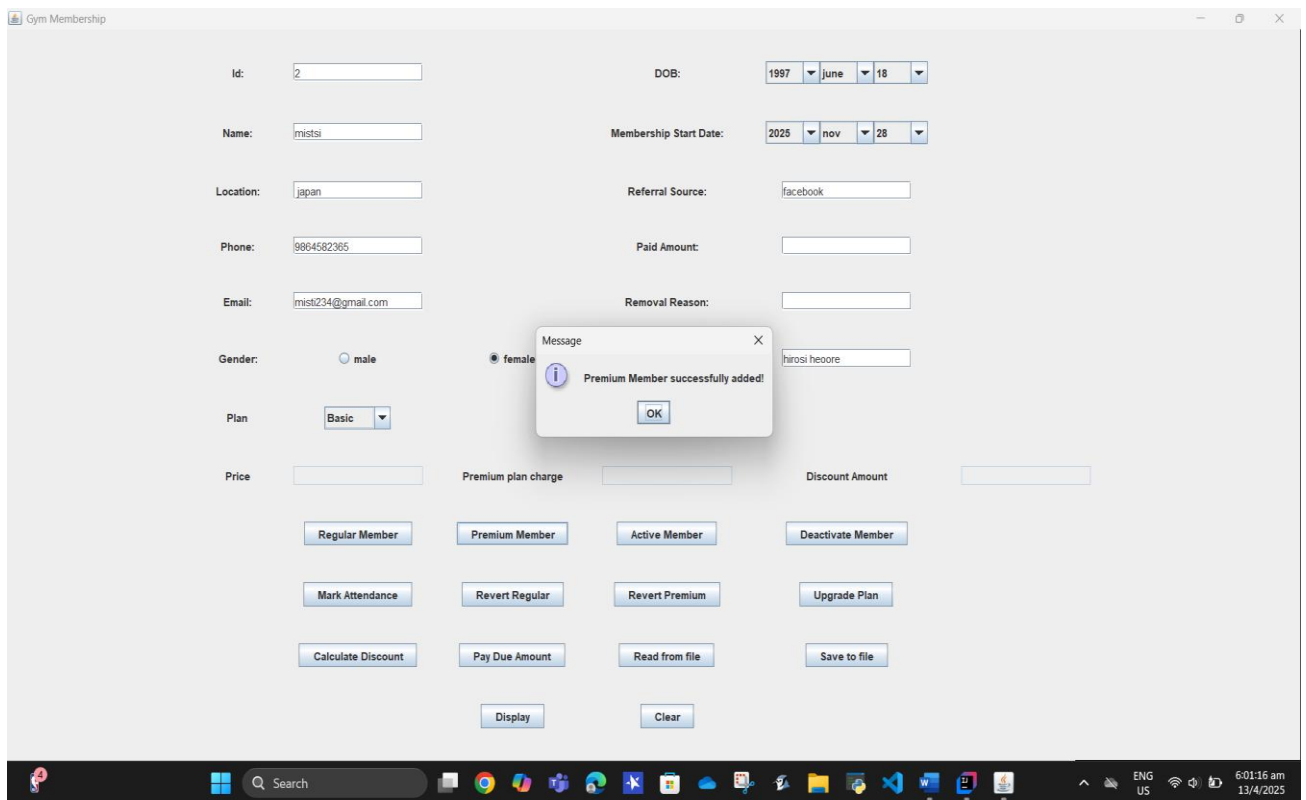 Gym Membership
Id: 2 DOB: 1997 june 18
Name: mistsi Membership Start Date: 2025 nov 28
Location: japan Referral Source: facebook
Phone: 9864582365 Paid Amount:
Email: misti234@gmail.com Removal Reason:
Message
Gender: male female hirosi heoore
Premium Member successfully added!
OK
Plan Basic
Price Premium plan charge Discount Amount
Regular Member Premium Member Active Member Deactivate Member
Mark Attendance Revert Regular Revert Premium Upgrade Plan
Calculate Discount Pay Due Amount Read from file Save to file
Display Clear
4
Search
ENG
US
6:01:16 am
13/4/2025